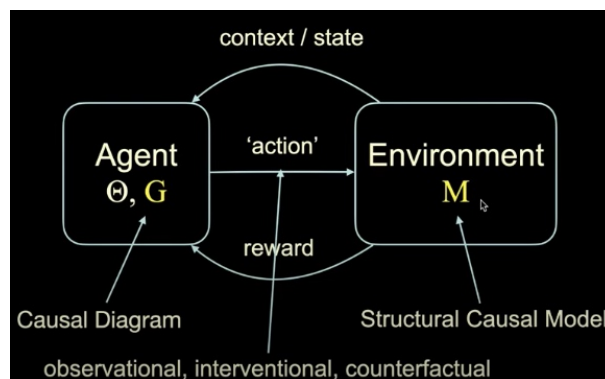 context / state
Agent
Θ, G
'action'
Environment
M
reward
Causal Diagram
Structural Causal Model
observational, interventional, counterfactual